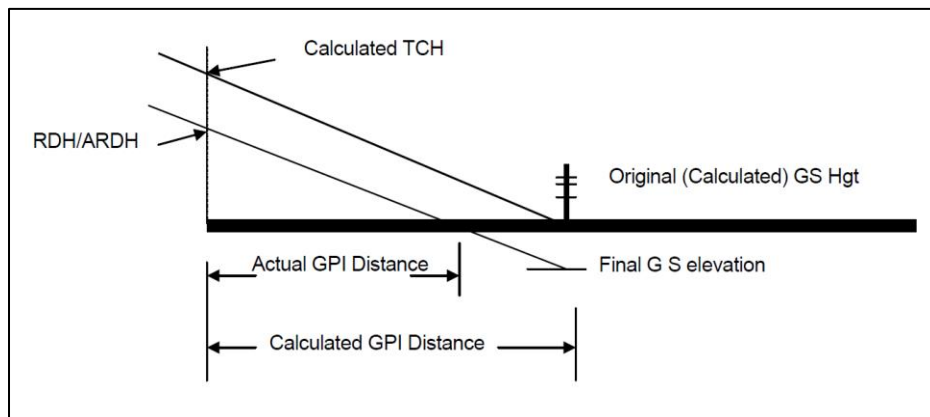 Calculated TCH
RDH/ARDH
Original (Calculated) GS Hgt
Actual GPI Distance
Final G S elevation
Calculated GPI Distance